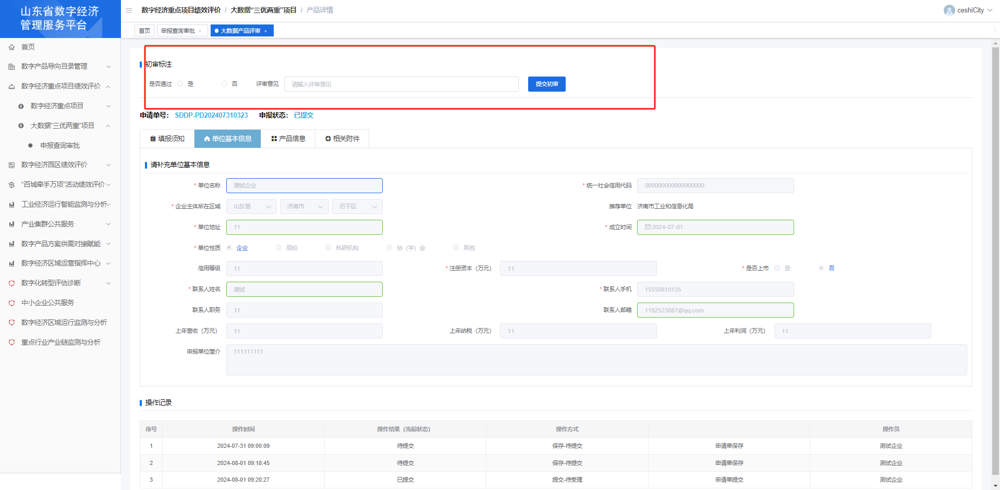 山东省数字经济
管理服务平台
数字经济重点项目绩效评价 / 大数据“三优两重”项目 / 产品详情
ceshiCity
首页
申报查询审批 ×
大数据产品评审 ×
首页
数字产品导向目录管理
数字经济重点项目绩效评价
数字经济重点项目
大数据“三优两重”项目
申报查询审批
数字经济园区绩效评价
“百城牵手万项”活动绩效评价
工业经济运行智能监测与分析
产业集群公共服务
数字产品方案供需对接赋能
数字经济区域运营指挥中心
数字化转型评估诊断
中小企业公共服务
数字经济区域运行监测与分析
重点行业产业链监测与分析
初审标注
是否通过 是 否 评审意见 请输入评审意见 提交初审
申请单号： SDDP-PD202407310323 申报状态： 已提交
填报须知 单位基本信息 产品信息 相关附件
请补充单位基本信息
* 单位名称 测试企业 * 统一社会信用代码 000000000000000000
* 企业主体所在区域 山东省 济南市 历下区 推荐单位 济南市工业和信息化局
* 单位地址 11 * 成立时间 2024-07-01
* 单位性质 企业 高校 科研机构 协（学）会 其他
信用等级 11 * 注册资本（万元） 11 * 是否上市 是 否
* 联系人姓名 测试 * 联系人手机 15550810135
联系人职务 11 联系人邮箱 1182523887@qq.com
上年营收（万元） 11 上年纳税（万元） 11 上年利润（万元） 11
申报单位简介 111111111
操作记录
序号 操作时间 操作结果（当前状态） 操作方式 操作员
1 2024-07-31 09:00:09 待提交 保存-待提交 申请单保存 测试企业
2 2024-08-01 09:18:45 待提交 保存-待提交 申请单保存 测试企业
3 2024-08-01 09:20:27 已提交 提交-待受理 申请单提交 测试企业